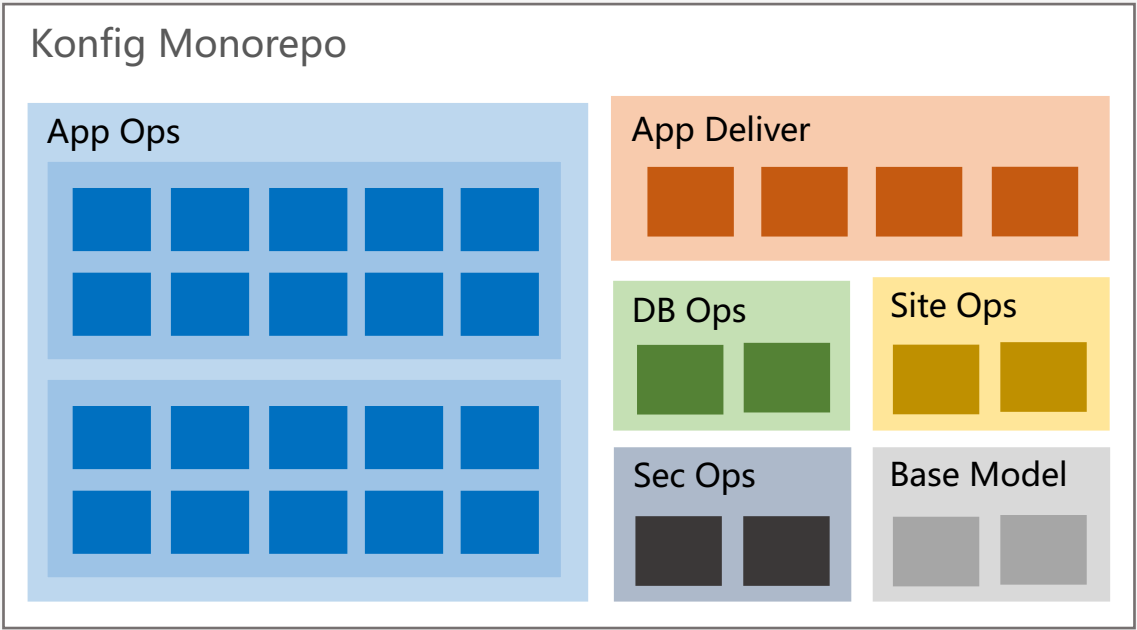 Konfig Monorepo
App Ops
App Deliver
DB Ops
Site Ops
Sec Ops
Base Model